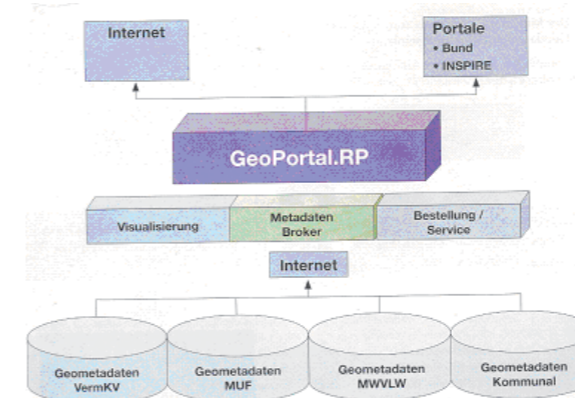 Internet
Portale
• Bund
• INSPIRE
GeoPortal.RP
Visualisierung
Metadaten
Broker
Bestellung /
Service
Internet
Geometadaten
VermKV
Geometadaten
MUF
Geometadaten
MWVLW
Geometadaten
Kommunal